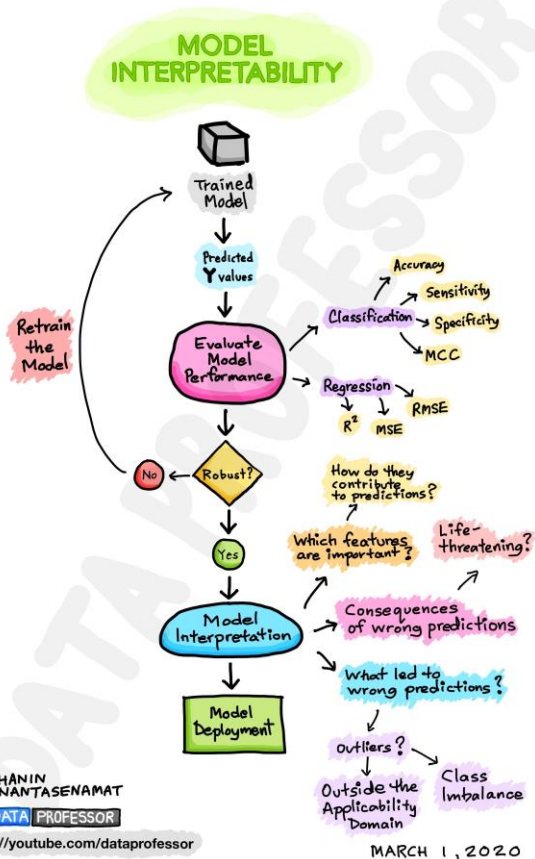 MODEL
INTERPRETABILITY
Trained
Model
Predicted
Y values
Retrain
the
Model
Evaluate
Model
Performance
Classification
Accuracy
Sensitivity
Specificity
MCC
Regression
R²
MSE
RMSE
Robust?
No
Yes
How do they
contribute
to predictions?
Which features
are important?
Life-
threatening?
Model
Interpretation
Consequences
of wrong predictions
What led to
wrong predictions?
Model
Deployment
Outliers?
Outside the
Applicability
Domain
Class
Imbalance
HANIN
NANTASENAMAT
DATA PROFESSOR
//youtube.com/dataprofessor
MARCH 1, 2020
DATA PROFESSOR